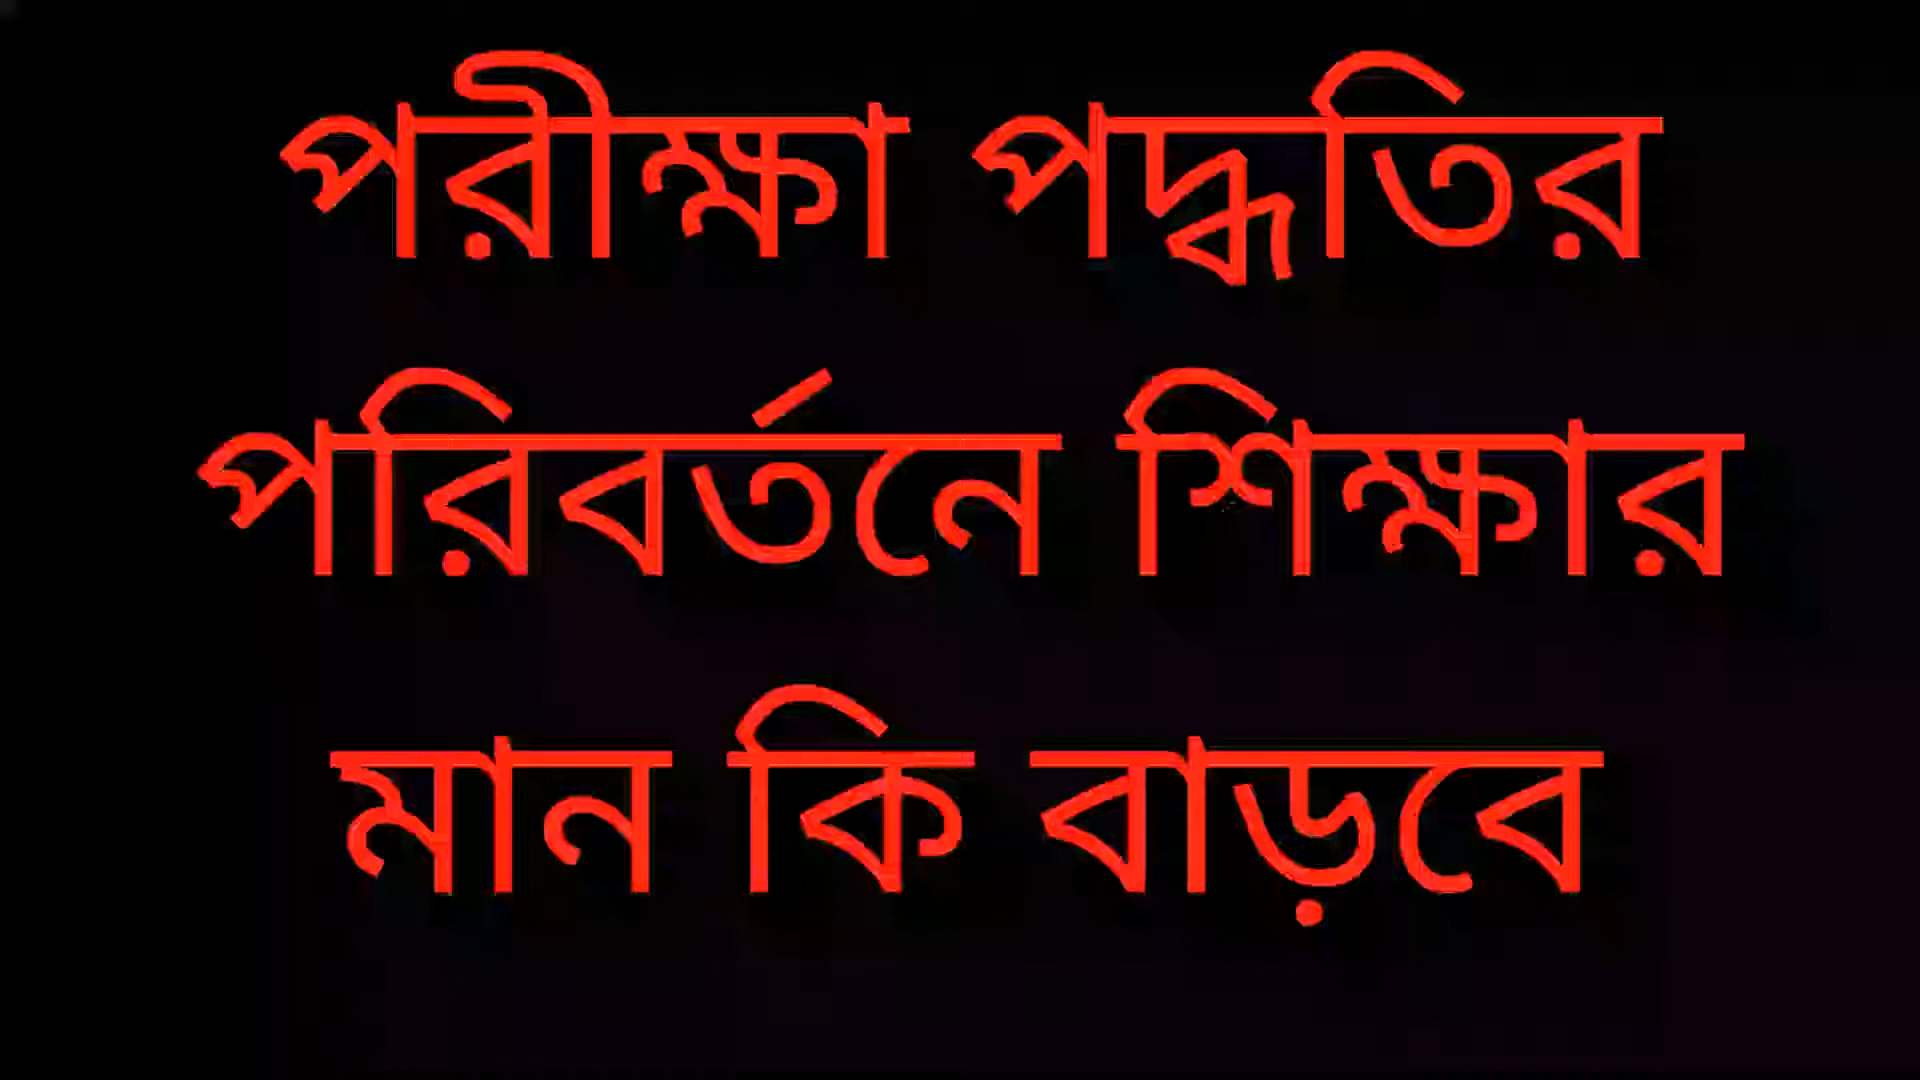 পরীক্ষা পদ্ধতির
পরিবর্তনে শিক্ষার
মান কি বাড়বে